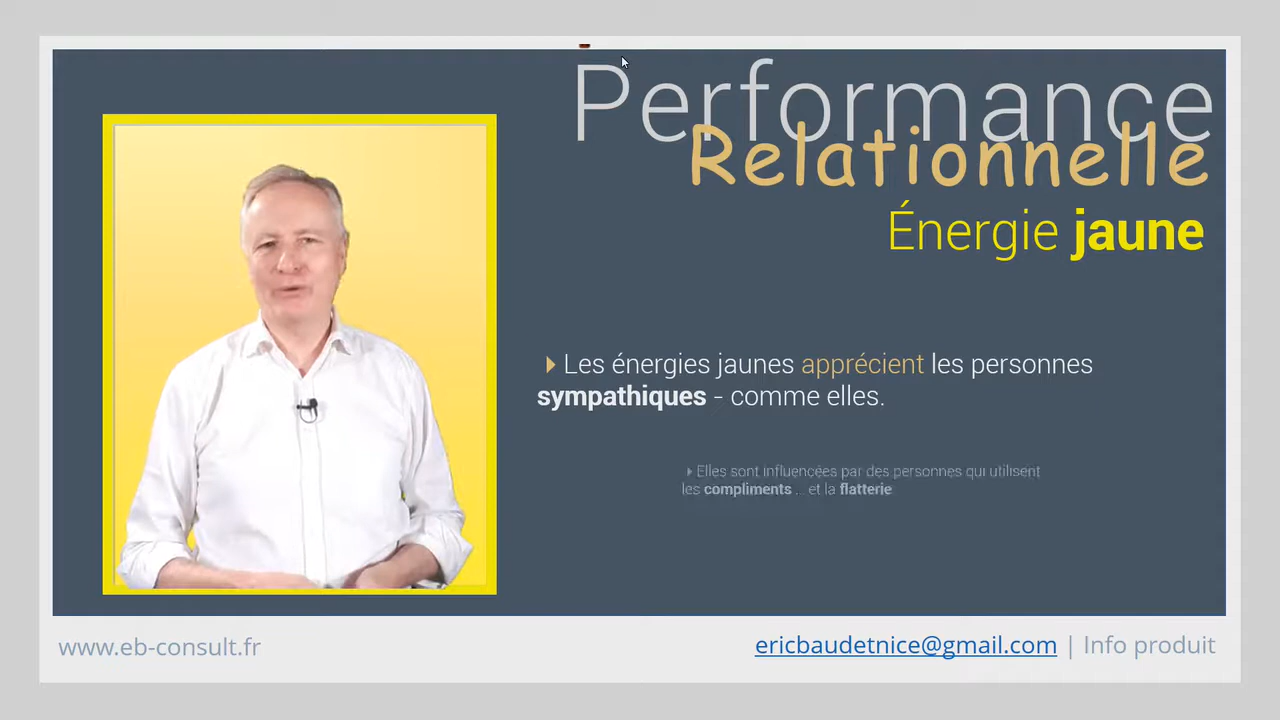 Performance
Relationnelle
Énergie jaune
Les énergies jaunes apprécient les personnes
sympathiques - comme elles.
Elles sont influencées par des personnes qui utilisent
les compliments ... et la flatterie
www.eb-consult.fr
ericbaudetnice@gmail.com | Info produit